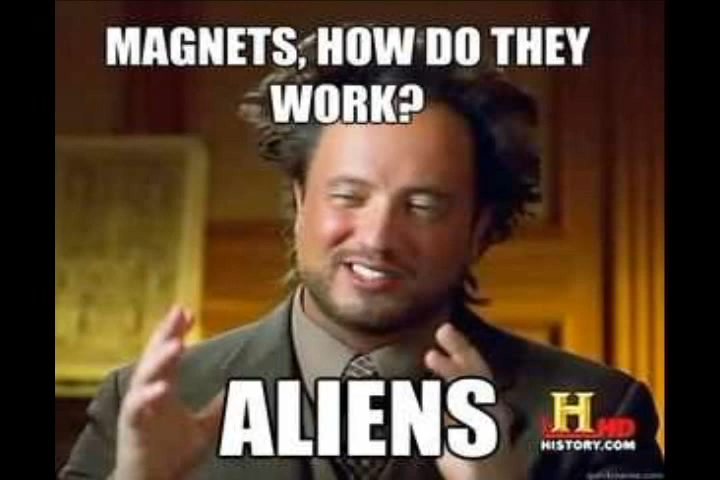 MAGNETS, HOW DO THEY
WORK?
ALIENS
H HD
HISTORY.COM